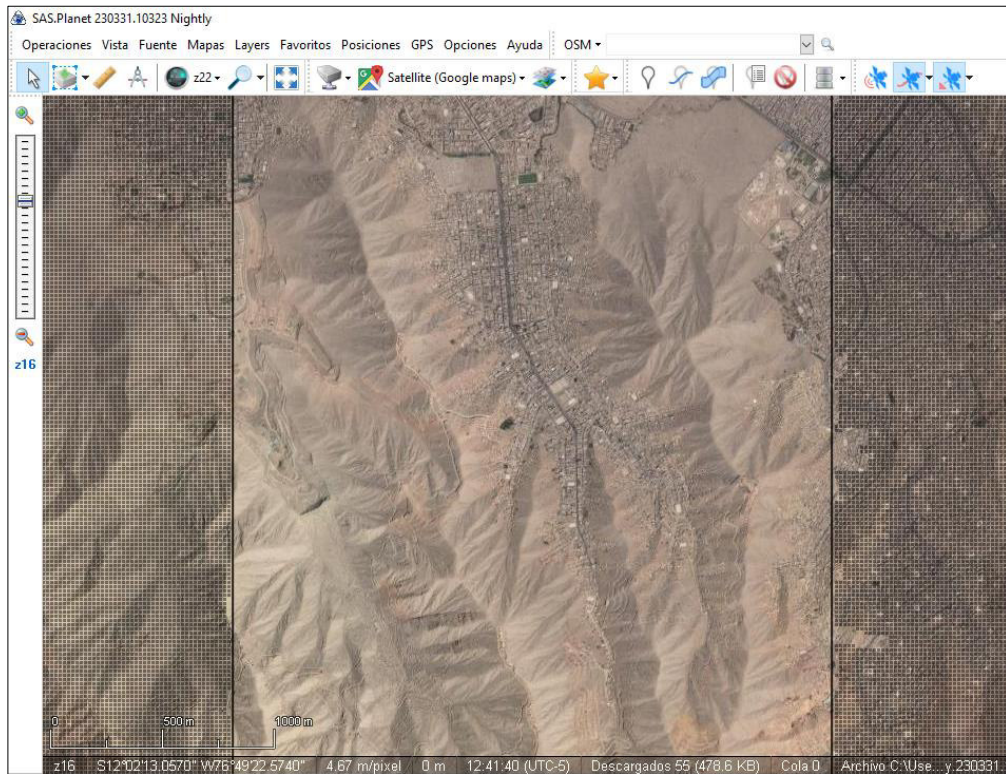 SAS.Planet 230331.10323 Nightly
Operaciones Vista Fuente Mapas Layers Favoritos Posiciones GPS Opciones Ayuda OSM
z22 Satellite (Google maps)
z16
0 500 m 1000 m
z16 S12°02'13.0570" W76°49'22.5740" 4.67 m/pixel 0 m 12:41:40 (UTC-5) Descargados 55 (478.6 KB) Cola 0 Archivo C:\Use...y.230331